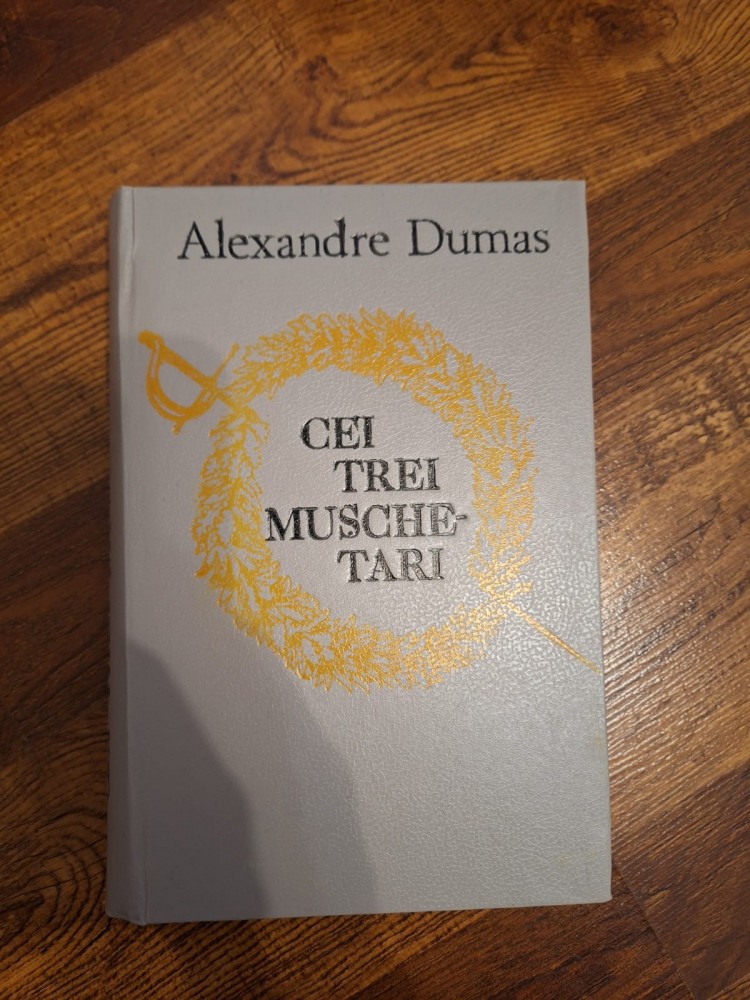 Alexandre Dumas
CEI
TREI
MUSCHE-
TARI